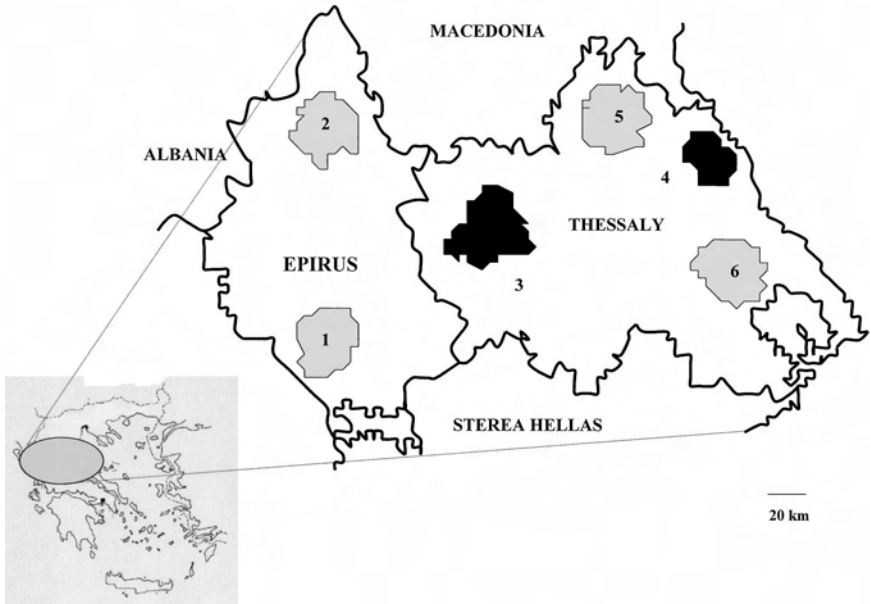 MACEDONIA
5
2
ALBANIA
4
THESSALY
EPIRUS
6
3
1
STEREA HELLAS
20 km